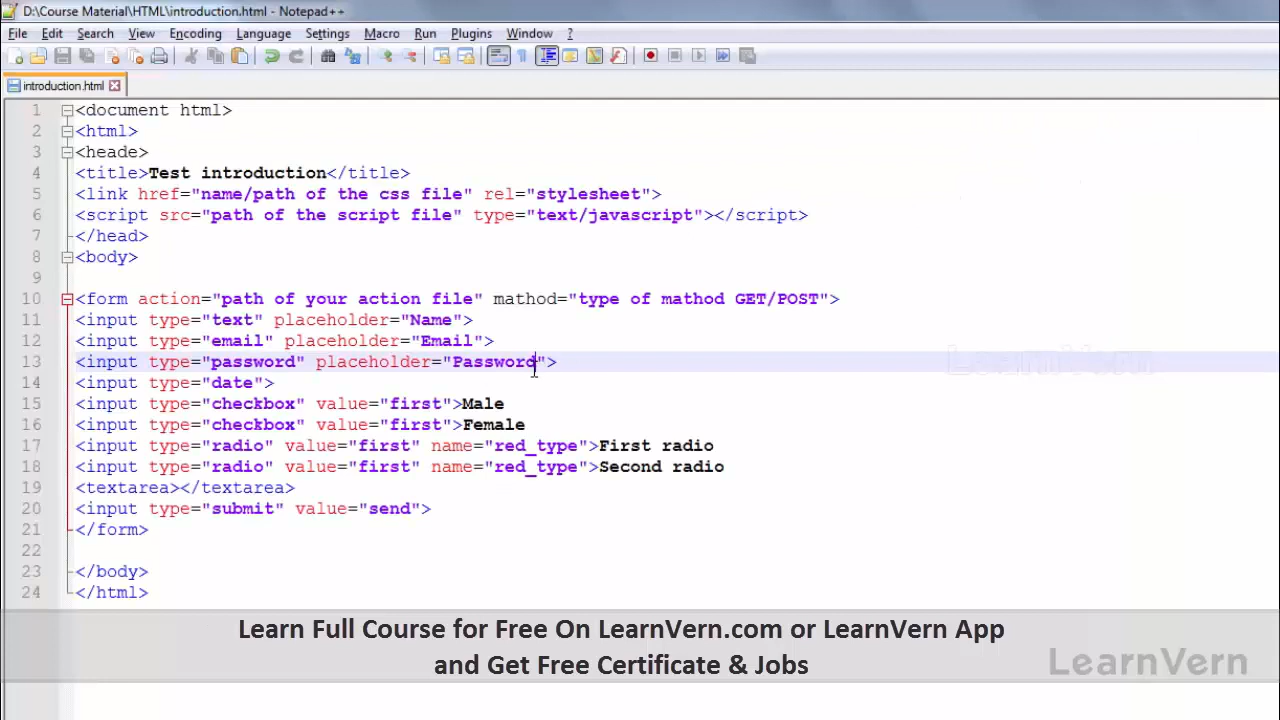 D:\Course Material\HTML\introduction.html - Notepad++
File Edit Search View Encoding Language Settings Macro Run Plugins Window ?
introduction.html
1 <document html>
2 <html>
3 <heade>
4 <title>Test introduction</title>
5 <link href="name/path of the css file" rel="stylesheet">
6 <script src="path of the script file" type="text/javascript"></script>
7 </head>
8 <body>
9
10 <form action="path of your action file" mathod="type of mathod GET/POST">
11 <input type="text" placeholder="Name">
12 <input type="email" placeholder="Email">
13 <input type="password" placeholder="Password">
14 <input type="date">
15 <input type="checkbox" value="first">Male
16 <input type="checkbox" value="first">Female
17 <input type="radio" value="first" name="red_type">First radio
18 <input type="radio" value="first" name="red_type">Second radio
19 <textarea></textarea>
20 <input type="submit" value="send">
21 </form>
22
23 </body>
24 </html>
LearnVern
Learn Full Course for Free On LearnVern.com or LearnVern App
and Get Free Certificate & Jobs
LearnVern